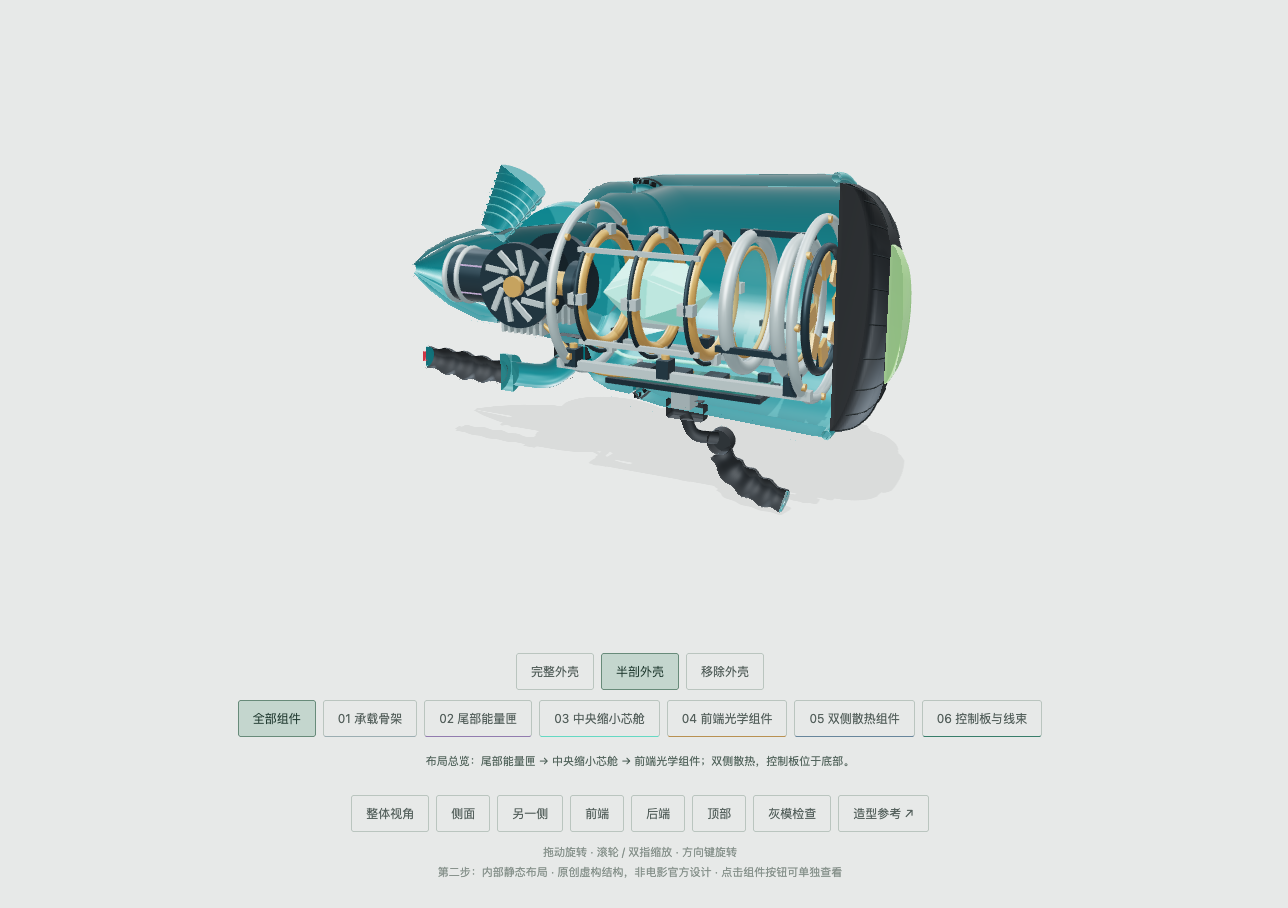 完整外壳 半剖外壳 移除外壳
全部组件 01 承载骨架 02 尾部能量匣 03 中央缩小芯舱 04 前端光学组件 05 双侧散热组件 06 控制板与线束
布局总览：尾部能量匣 → 中央缩小芯舱 → 前端光学组件；双侧散热，控制板位于底部。
整体视角 侧面 另一侧 前端 后端 顶部 灰模检查 造型参考 ↗
拖动旋转 · 滚轮 / 双指缩放 · 方向键旋转
第二步：内部静态布局 · 原创虚构结构，非电影官方设计 · 点击组件按钮可单独查看